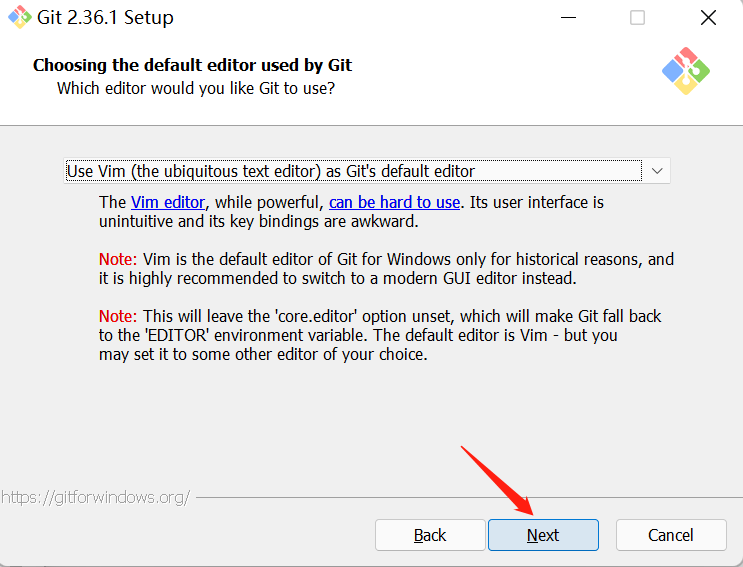 Git 2.36.1 Setup
Choosing the default editor used by Git
Which editor would you like Git to use?
Use Vim (the ubiquitous text editor) as Git's default editor
The Vim editor, while powerful, can be hard to use. Its user interface is
unintuitive and its key bindings are awkward.
Note: Vim is the default editor of Git for Windows only for historical reasons, and
it is highly recommended to switch to a modern GUI editor instead.
Note: This will leave the 'core.editor' option unset, which will make Git fall back
to the 'EDITOR' environment variable. The default editor is Vim - but you
may set it to some other editor of your choice.
https://gitforwindows.org/
Back Next Cancel